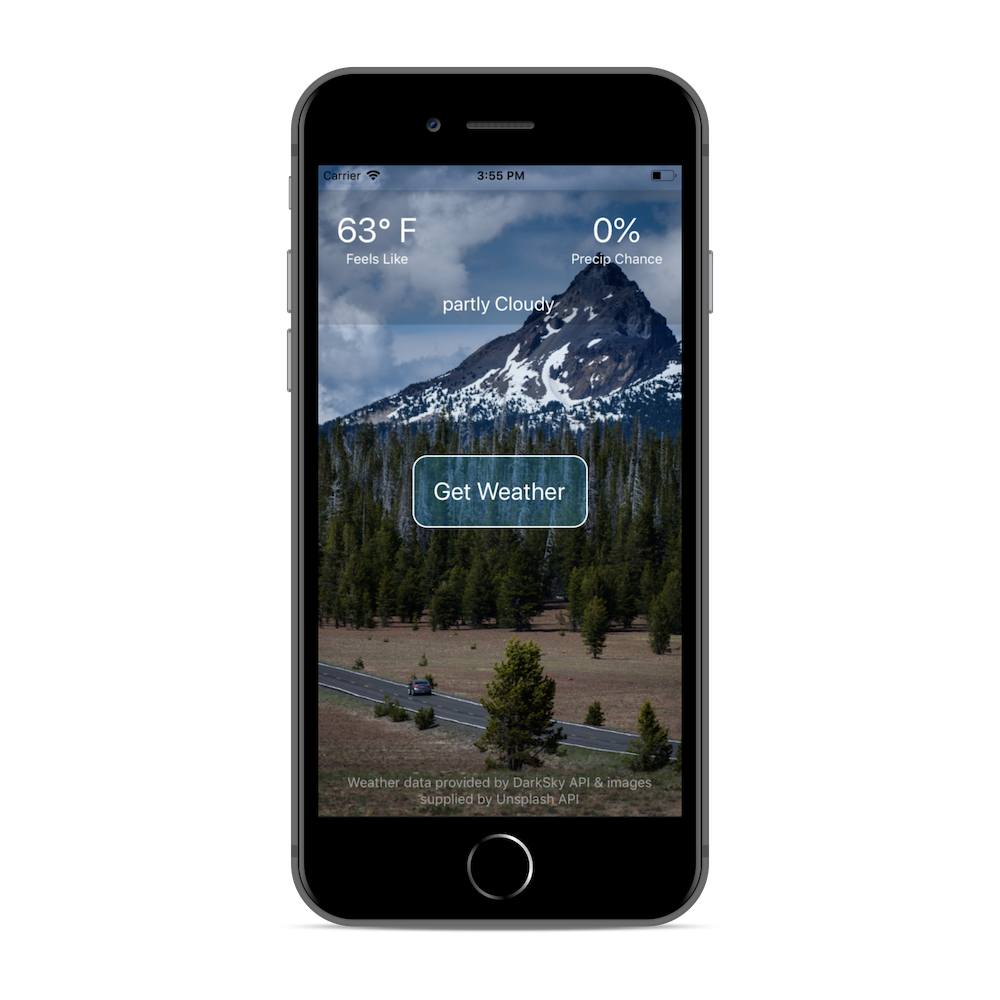 Carrier 3:55 PM
63° F 0%
Feels Like Precip Chance
partly Cloudy
Get Weather
Weather data provided by DarkSky API & images
supplied by Unsplash API